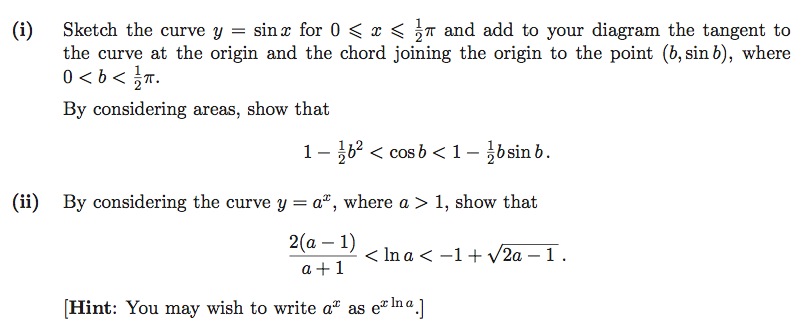 (i) Sketch the curve y = sin x for 0 ⩽ x ⩽ ½π and add to your diagram the tangent to
the curve at the origin and the chord joining the origin to the point (b, sin b), where
0 < b < ½π.
By considering areas, show that
1 − ½b² < cos b < 1 − ½b sin b.
(ii) By considering the curve y = aˣ, where a > 1, show that
2(a − 1)/(a + 1) < ln a < −1 + √(2a − 1) .
[Hint: You may wish to write aˣ as e^(x ln a).]